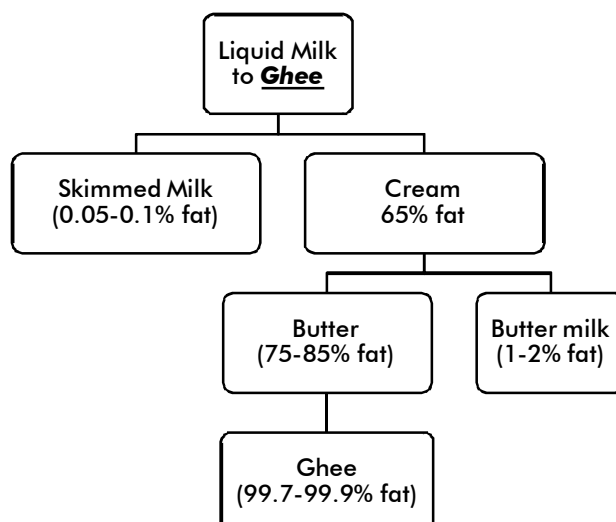 Liquid Milk
to Ghee
Skimmed Milk
(0.05-0.1% fat)
Cream
65% fat
Butter
(75-85% fat)
Butter milk
(1-2% fat)
Ghee
(99.7-99.9% fat)